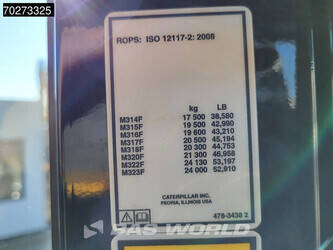 70273325
ROPS: ISO 12117-2: 2008
kg LB
M314F 17 500 38,580
M315F 19 500 42,990
M316F 19 600 43,210
M317F 20 500 45,194
M318F 20 300 44,753
M320F 21 300 46,958
M322F 24 130 53,197
M323F 24 000 52,910
CATERPILLAR INC.
PEORIA, ILLINOIS USA
478-3438 2
BAS WORLD